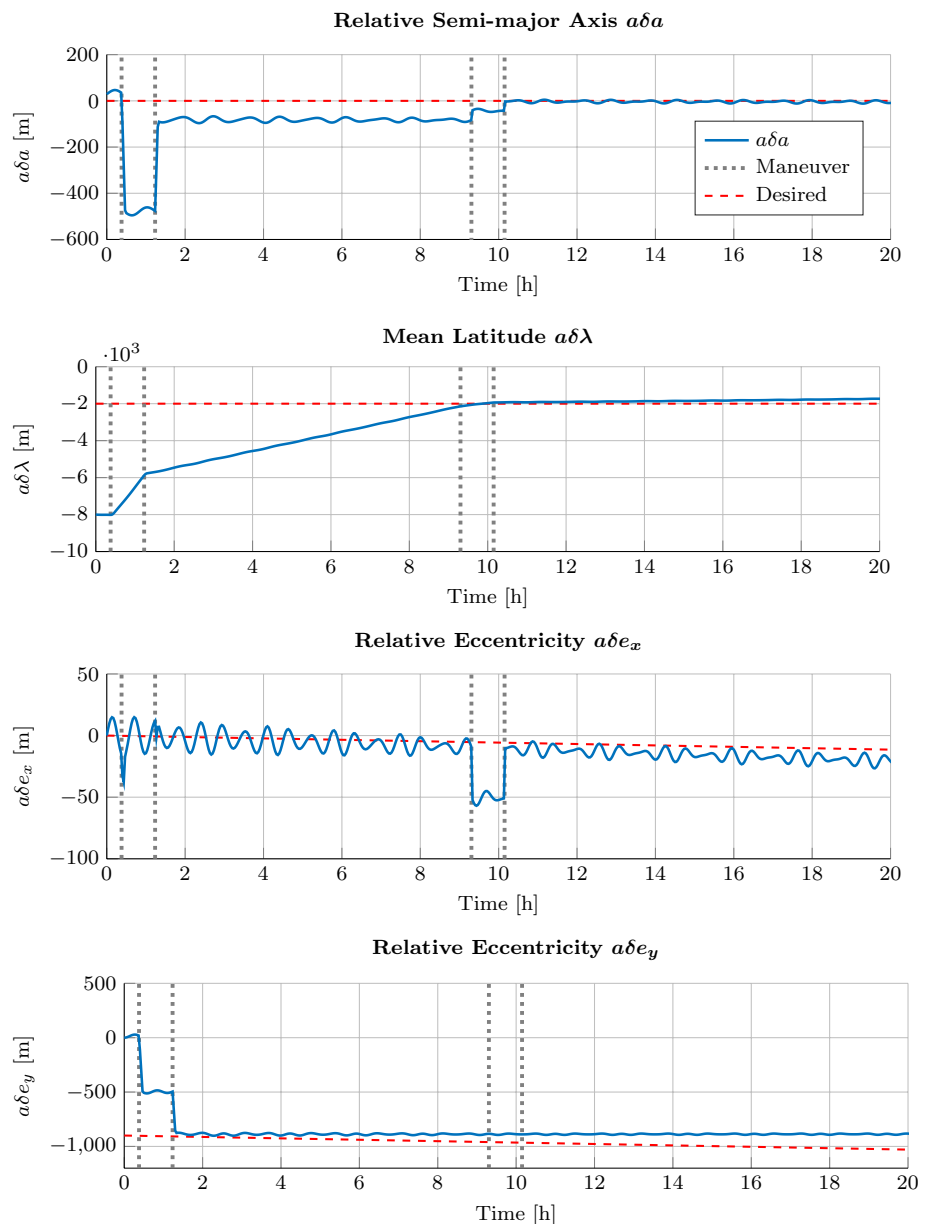 Relative Semi-major Axis aδa
200
0
−200
−400
−600
aδa [m]
aδa
Maneuver
Desired
0 2 4 6 8 10 12 14 16 18 20
Time [h]
Mean Latitude aδλ
·10³
0
−2
−4
−6
−8
−10
aδλ [m]
0 2 4 6 8 10 12 14 16 18 20
Time [h]
Relative Eccentricity aδeₓ
50
0
−50
−100
aδeₓ [m]
0 2 4 6 8 10 12 14 16 18 20
Time [h]
Relative Eccentricity aδe_y
500
0
−500
−1,000
aδe_y [m]
0 2 4 6 8 10 12 14 16 18 20
Time [h]